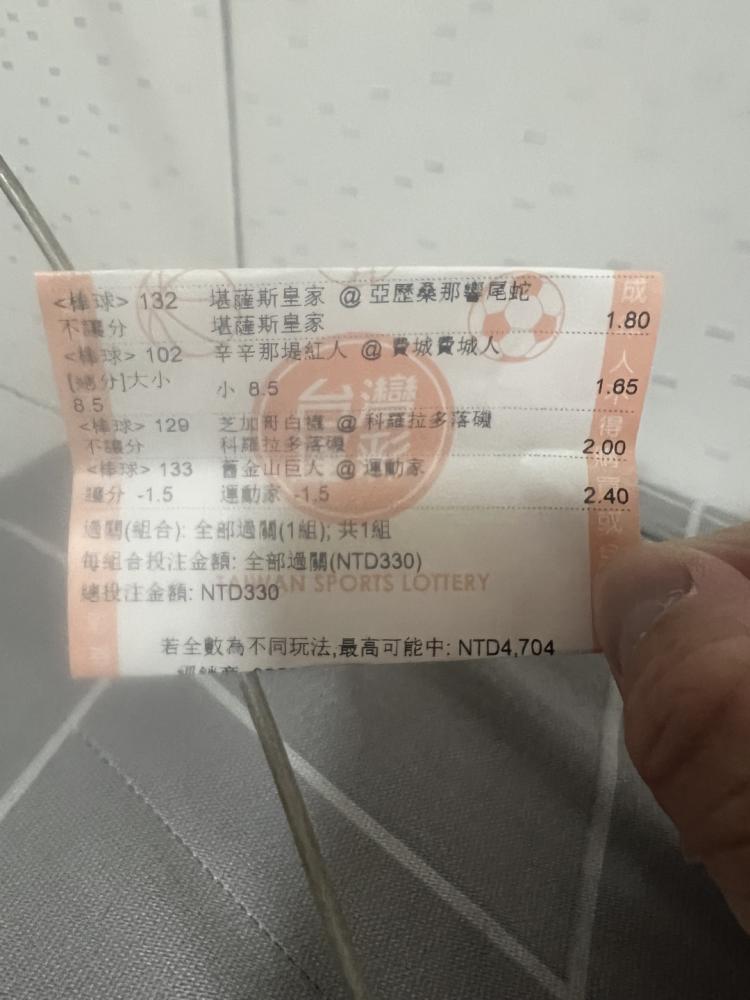 <棒球> 132 堪薩斯皇家 @ 亞歷桑那響尾蛇
不讓分 堪薩斯皇家 1.80
<棒球> 102 辛辛那堤紅人 @ 費城費城人
[總分]大小 小 8.5 1.65
8.5
<棒球> 129 芝加哥白襪 @ 科羅拉多落磯
不讓分 科羅拉多落磯 2.00
<棒球> 133 舊金山巨人 @ 運動家
讓分 -1.5 運動家 -1.5 2.40
過關(組合): 全部過關(1組); 共1組
每組合投注金額: 全部過關(NTD330)
TAIWAN SPORTS LOTTERY
總投注金額: NTD330
若全數為不同玩法,最高可能中: NTD4,704
台灣
運彩
成
人
得
購
買
或